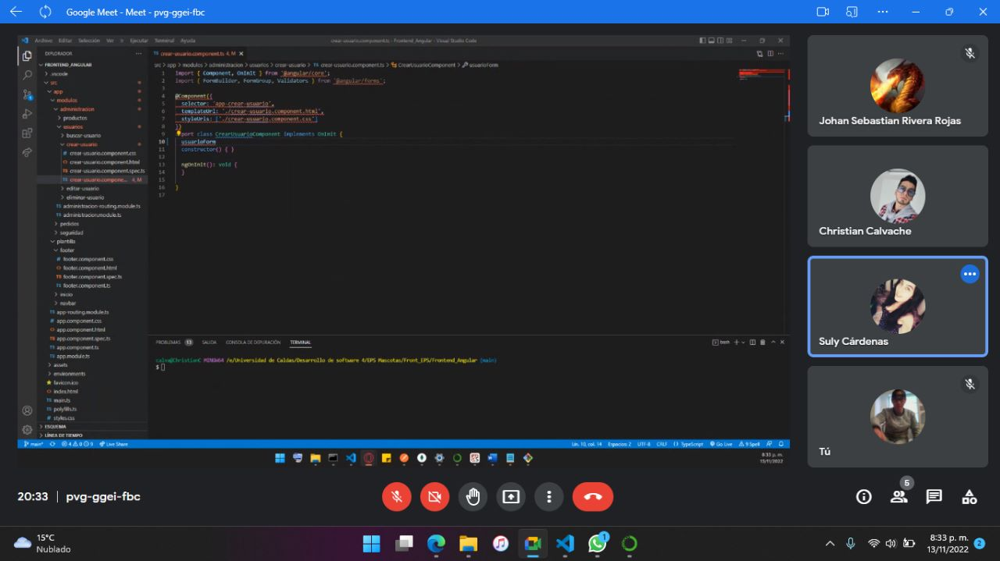 Google Meet - Meet - pvg-ggei-fbc
Archivo Editar Selección Ver Ir Ejecutar Terminal Ayuda
crear-usuario.component.ts - Frontend_Angular - Visual Studio Code
EXPLORADOR
FRONTEND_ANGULAR
.vscode
src
app
modulos
administracion
productos
usuarios
buscar-usuario
crear-usuario
crear-usuario.component.css
crear-usuario.component.html
crear-usuario.component.spec.ts
crear-usuario.compone... 4, M
editar-usuario
eliminar-usuario
administracion-routing.module.ts
administracion.module.ts
pedidos
seguridad
plantilla
footer
footer.component.css
footer.component.html
footer.component.spec.ts
footer.component.ts
inicio
navbar
app-routing.module.ts
app.component.css
app.component.html
app.component.spec.ts
app.component.ts
app.module.ts
assets
environments
favicon.ico
index.html
main.ts
polyfills.ts
styles.css
ESQUEMA
LÍNEA DE TIEMPO
TS crear-usuario.component.ts 4, M
src > app > modulos > administracion > usuarios > crear-usuario > TS crear-usuario.component.ts > CrearUsuarioComponent > usuarioForm
1 import { Component, OnInit } from '@angular/core';
2 import { FormBuilder, FormGroup, Validators } from '@angular/forms';
3
4 @Component({
5 selector: 'app-crear-usuario',
6 templateUrl: './crear-usuario.component.html',
7 styleUrls: ['./crear-usuario.component.css']
8 })
9 port class CrearUsuarioComponent implements OnInit {
10 usuarioForm
11 constructor() { }
12
13 ngOnInit(): void {
14 }
15
16 }
17
PROBLEMAS 13 SALIDA CONSOLA DE DEPURACIÓN TERMINAL
bash
calva@ChristianC MINGW64 /e/Universidad de Caldas/Desarrollo de software 4/EPS Mascotas/Front_EPS/Frontend_Angular (main)
$
main* 4 0 9 Live Share
Lín. 10, col. 14 Espacios: 2 UTF-8 CRLF { } TypeScript Go Live 9 Spell
8:33 p. m.
13/11/2022
Johan Sebastian Rivera Rojas
Christian Calvache
Suly Cárdenas
Tú
20:33 | pvg-ggei-fbc
5
15°C
Nublado
1
8:33 p. m.
13/11/2022
2